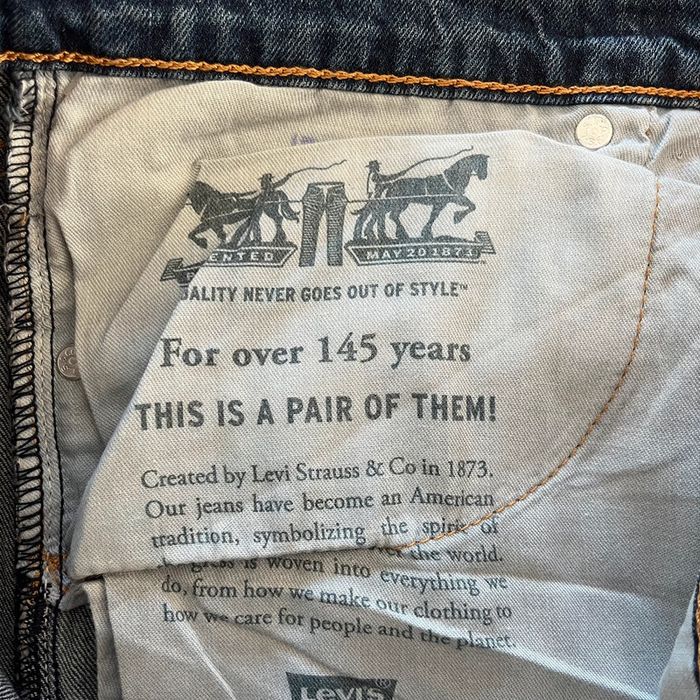 ENTED MAY 20 1873
UALITY NEVER GOES OUT OF STYLE™
For over 145 years
THIS IS A PAIR OF THEM!
Created by Levi Strauss & Co in 1873.
Our jeans have become an American
tradition, symbolizing the spirit of
is woven into everything we
the world.
do, from how we make our clothing to
how we care for people and the planet.
LEVI'S ®